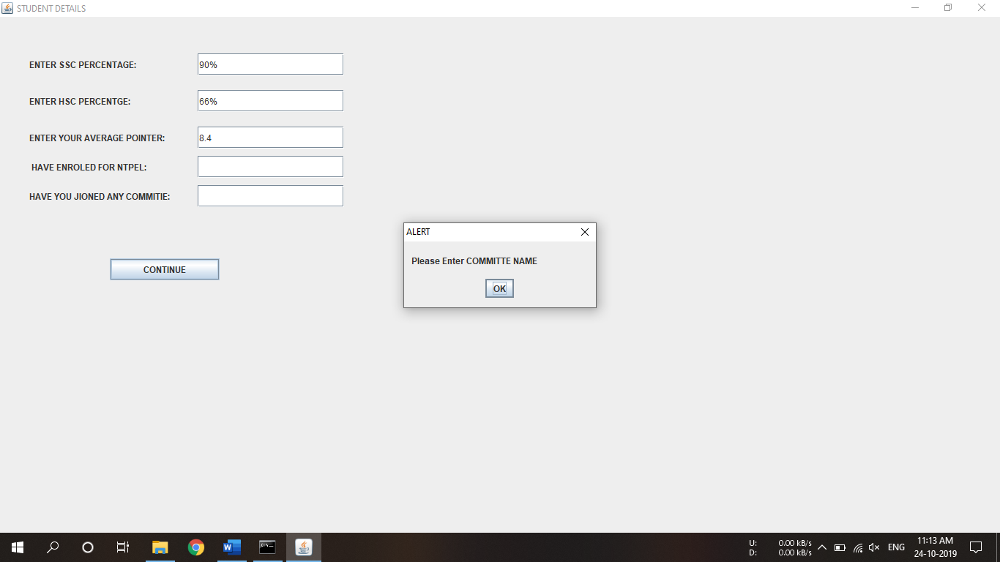 STUDENT DETAILS
ENTER SSC PERCENTAGE: 90%
ENTER HSC PERCENTGE: 66%
ENTER YOUR AVERAGE POINTER: 8.4
HAVE ENROLED FOR NTPEL:
HAVE YOU JIONED ANY COMMITIE:
ALERT
Please Enter COMMITTE NAME
OK
CONTINUE
U: 0.00 kB/s
D: 0.00 kB/s
ENG
11:13 AM
24-10-2019